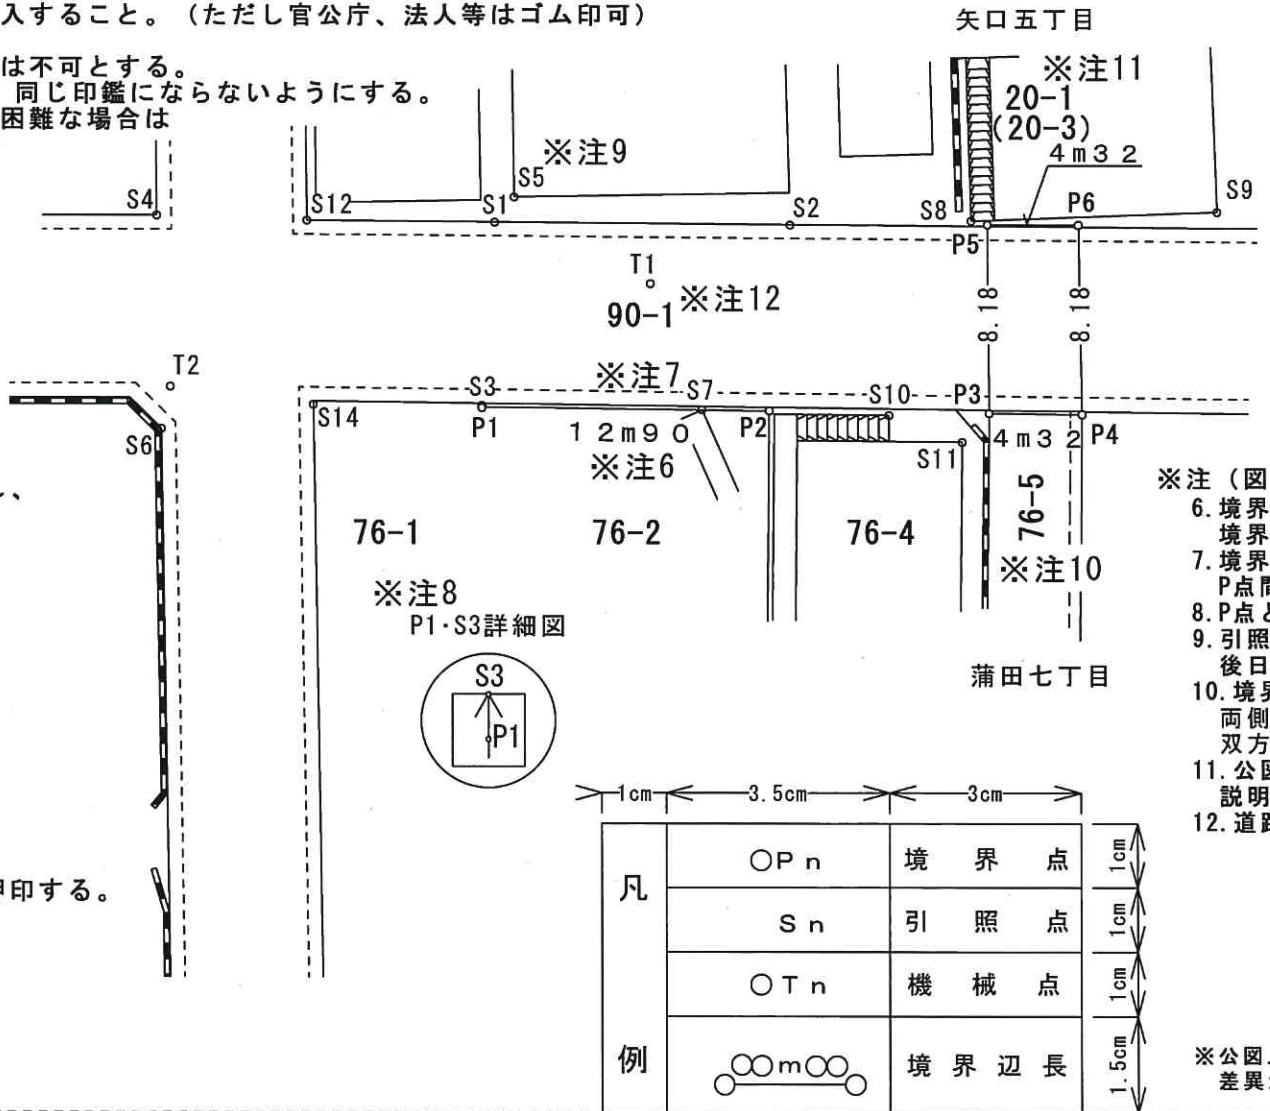 入すること。（ただし官公庁、法人等はゴム印可）
矢口五丁目
は不可とする。
同じ印鑑にならないようにする。
困難な場合は
※注11
20-1
(20-3)
※注9
4m32
S4
S12
S1
S5
S2
S8
P5
P6
S9
T1
90-1
※注12
8.18
8.18
T2
※注7
S14
S3
P1
12m90
S7
P2
S10
P3
4m32
P4
S6
※注6
S11
76-1
76-2
76-4
76-5
※注10
※注8
P1・S3詳細図
S3
P1
蒲田七丁目
※注（図
6.境界
境界
7.境界
P点間
8.P点と
9.引照
後日
10.境界
両側
双方
11.公図
説明
12.道路
押印する。
1cm
3.5cm
3cm
凡例
○Pn
境界点
1cm
Sn
引照点
1cm
○Tn
機械点
1cm
○○m○○
境界辺長
1.5cm
※公図
差異